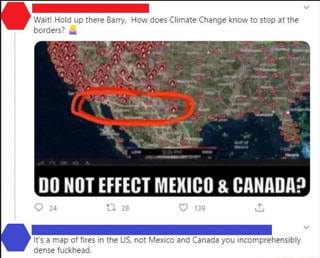 Wait! Hold up there Barry, How does Climate Change know to stop at the
borders?
DO NOT EFFECT MEXICO & CANADA?
24
28
139
It's a map of fires in the US, not Mexico and Canada you incomprehensibly
dense fuckhead.